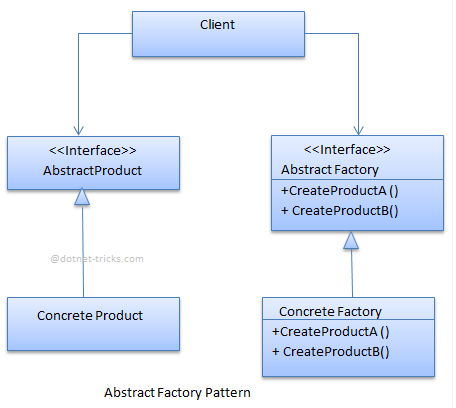 Client
<<Interface>>
AbstractProduct
<<Interface>>
Abstract Factory
+CreateProductA ()
+ CreateProductB()
@dotnet-tricks.com
Concrete Product
Concrete Factory
+CreateProductA ()
+ CreateProductB()
Abstract Factory Pattern